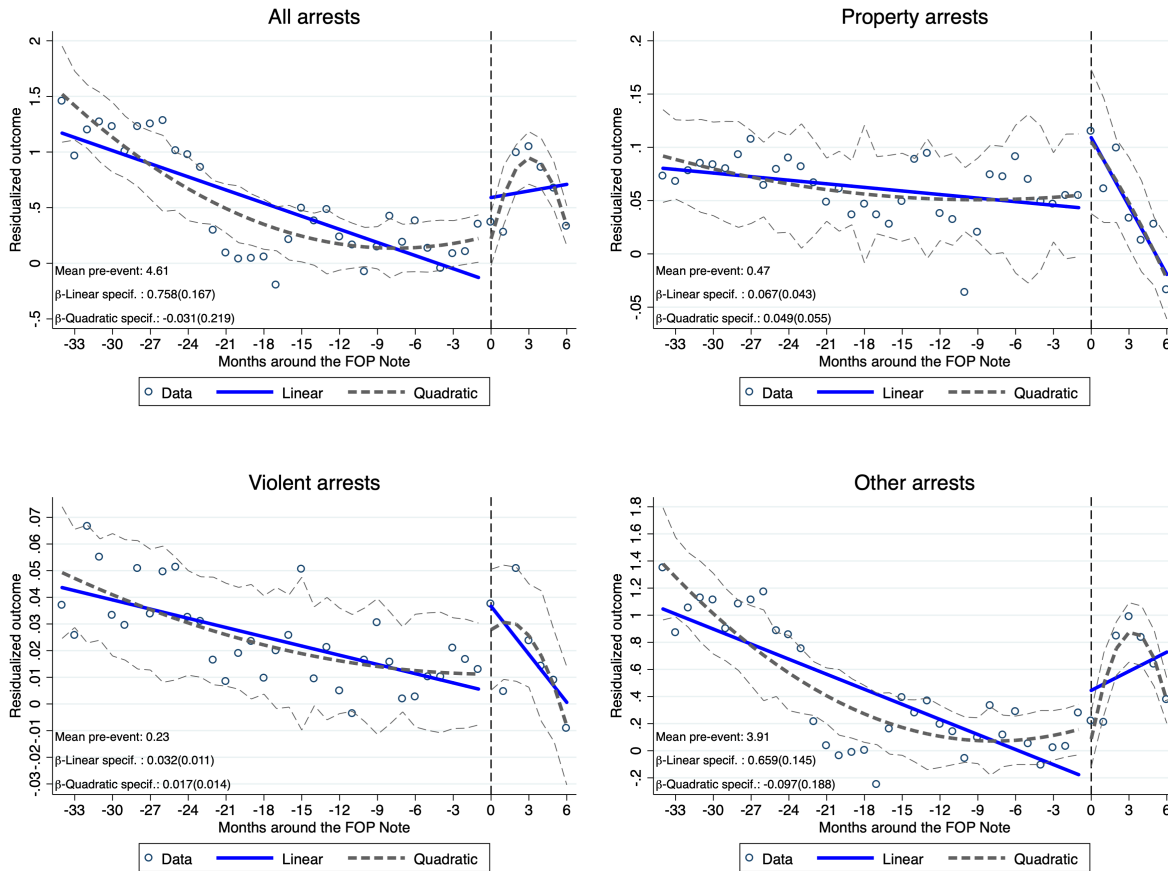 All arrests
2
1.5
1
.5
0
-.5
Residualized outcome
Mean pre-event: 4.61
β-Linear specif. : 0.758(0.167)
β-Quadratic specif.: -0.031(0.219)
-33 -30 -27 -24 -21 -18 -15 -12 -9 -6 -3 0 3 6
Months around the FOP Note
Data Linear Quadratic
Property arrests
.2
.15
.1
.05
0
-.05
Residualized outcome
Mean pre-event: 0.47
β-Linear specif. : 0.067(0.043)
β-Quadratic specif.: 0.049(0.055)
-33 -30 -27 -24 -21 -18 -15 -12 -9 -6 -3 0 3 6
Months around the FOP Note
Data Linear Quadratic
Violent arrests
.07
.06
.05
.04
.03
.02
.01
0
-.01
-.02
-.03
Residualized outcome
Mean pre-event: 0.23
β-Linear specif. : 0.032(0.011)
β-Quadratic specif.: 0.017(0.014)
-33 -30 -27 -24 -21 -18 -15 -12 -9 -6 -3 0 3 6
Months around the FOP Note
Data Linear Quadratic
Other arrests
1.8
1.6
1.4
1.2
1
.8
.6
.4
.2
0
-.2
Residualized outcome
Mean pre-event: 3.91
β-Linear specif. : 0.659(0.145)
β-Quadratic specif.: -0.097(0.188)
-33 -30 -27 -24 -21 -18 -15 -12 -9 -6 -3 0 3 6
Months around the FOP Note
Data Linear Quadratic